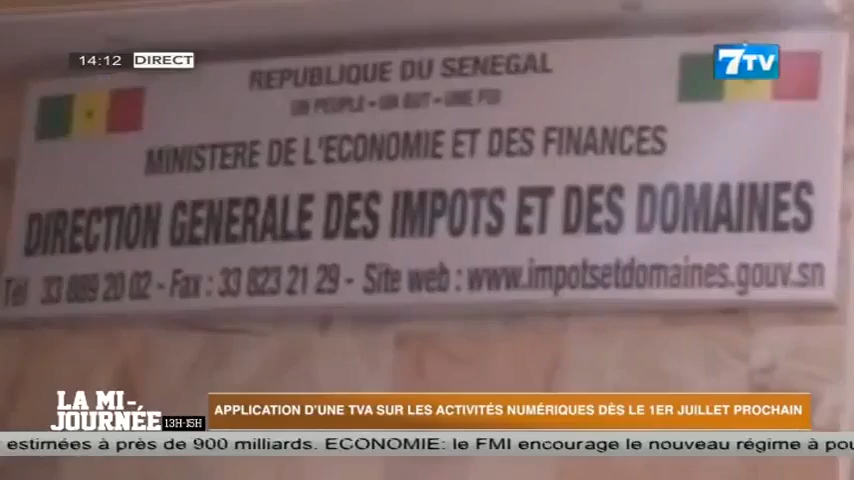 14:12 DIRECT
7TV
REPUBLIQUE DU SENEGAL
UN PEUPLE - UN BUT - UNE FOI
MINISTERE DE L'ECONOMIE ET DES FINANCES
DIRECTION GENERALE DES IMPOTS ET DES DOMAINES
Tel 33 889 20 02 - Fax : 33 823 21 29 - Site web : www.impotsetdomaines.gouv.sn
LA MI-
JOURNÉE 13H-15H
APPLICATION D'UNE TVA SUR LES ACTIVITÉS NUMÉRIQUES DÈS LE 1ER JUILLET PROCHAIN
estimées à près de 900 milliards. ECONOMIE: le FMI encourage le nouveau régime à pou